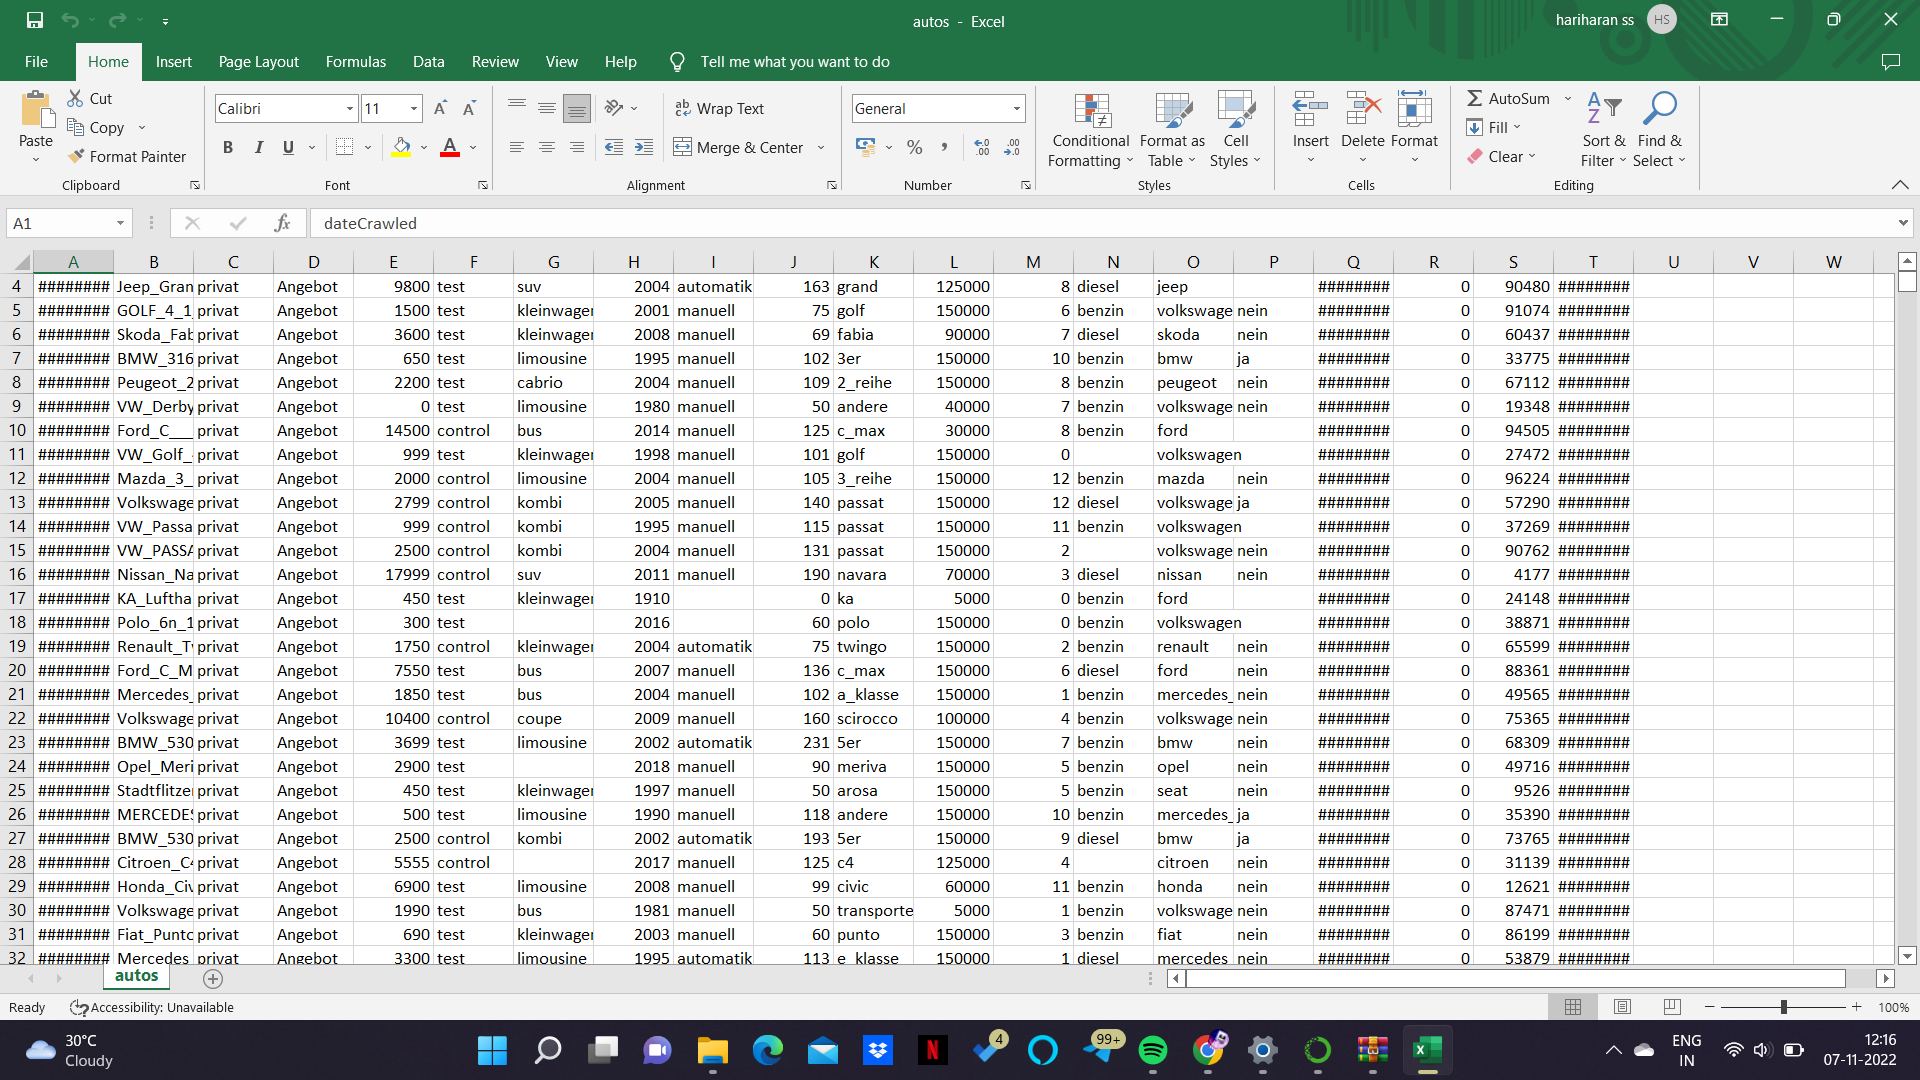 autos - Excel
hariharan ss
HS
File Home Insert Page Layout Formulas Data Review View Help Tell me what you want to do
Paste
Cut
Copy
Format Painter
Clipboard
Calibri 11
B I U
Font
Wrap Text
Merge & Center
Alignment
General
Number
Conditional Formatting
Format as Table
Cell Styles
Styles
Insert Delete Format
Cells
AutoSum
Fill
Clear
Sort & Filter
Find & Select
Editing
A1 fx dateCrawled
A B C D E F G H I J K L M N O P Q R S T U V W
4 ######## Jeep_Gran privat Angebot 9800 test suv 2004 automatik 163 grand 125000 8 diesel jeep ######## 0 90480 ########
5 ######## GOLF_4_1_ privat Angebot 1500 test kleinwagen 2001 manuell 75 golf 150000 6 benzin volkswage nein ######## 0 91074 ########
6 ######## Skoda_Fab privat Angebot 3600 test kleinwagen 2008 manuell 69 fabia 90000 7 diesel skoda nein ######## 0 60437 ########
7 ######## BMW_316 privat Angebot 650 test limousine 1995 manuell 102 3er 150000 10 benzin bmw ja ######## 0 33775 ########
8 ######## Peugeot_2 privat Angebot 2200 test cabrio 2004 manuell 109 2_reihe 150000 8 benzin peugeot nein ######## 0 67112 ########
9 ######## VW_Derby privat Angebot 0 test limousine 1980 manuell 50 andere 40000 7 benzin volkswage nein ######## 0 19348 ########
10 ######## Ford_C___ privat Angebot 14500 control bus 2014 manuell 125 c_max 30000 8 benzin ford ######## 0 94505 ########
11 ######## VW_Golf_ privat Angebot 999 test kleinwagen 1998 manuell 101 golf 150000 0 volkswagen ######## 0 27472 ########
12 ######## Mazda_3_ privat Angebot 2000 control limousine 2004 manuell 105 3_reihe 150000 12 benzin mazda nein ######## 0 96224 ########
13 ######## Volkswage privat Angebot 2799 control kombi 2005 manuell 140 passat 150000 12 diesel volkswage ja ######## 0 57290 ########
14 ######## VW_Passa privat Angebot 999 control kombi 1995 manuell 115 passat 150000 11 benzin volkswagen ######## 0 37269 ########
15 ######## VW_PASSA privat Angebot 2500 control kombi 2004 manuell 131 passat 150000 2 volkswage nein ######## 0 90762 ########
16 ######## Nissan_Na privat Angebot 17999 control suv 2011 manuell 190 navara 70000 3 diesel nissan nein ######## 0 4177 ########
17 ######## KA_Luftha privat Angebot 450 test kleinwagen 1910 0 ka 5000 0 benzin ford ######## 0 24148 ########
18 ######## Polo_6n_1 privat Angebot 300 test 2016 60 polo 150000 0 benzin volkswagen ######## 0 38871 ########
19 ######## Renault_Tw privat Angebot 1750 control kleinwagen 2004 automatik 75 twingo 150000 2 benzin renault nein ######## 0 65599 ########
20 ######## Ford_C_M privat Angebot 7550 test bus 2007 manuell 136 c_max 150000 6 diesel ford nein ######## 0 88361 ########
21 ######## Mercedes_ privat Angebot 1850 test bus 2004 manuell 102 a_klasse 150000 1 benzin mercedes_ nein ######## 0 49565 ########
22 ######## Volkswage privat Angebot 10400 control coupe 2009 manuell 160 scirocco 100000 4 benzin volkswage nein ######## 0 75365 ########
23 ######## BMW_530 privat Angebot 3699 test limousine 2002 automatik 231 5er 150000 7 benzin bmw nein ######## 0 68309 ########
24 ######## Opel_Meri privat Angebot 2900 test 2018 manuell 90 meriva 150000 5 benzin opel nein ######## 0 49716 ########
25 ######## Stadtflitzer privat Angebot 450 test kleinwagen 1997 manuell 50 arosa 150000 5 benzin seat nein ######## 0 9526 ########
26 ######## MERCEDES privat Angebot 500 test limousine 1990 manuell 118 andere 150000 10 benzin mercedes_ ja ######## 0 35390 ########
27 ######## BMW_530 privat Angebot 2500 control kombi 2002 automatik 193 5er 150000 9 diesel bmw ja ######## 0 73765 ########
28 ######## Citroen_C4 privat Angebot 5555 control 2017 manuell 125 c4 125000 4 citroen nein ######## 0 31139 ########
29 ######## Honda_Civ privat Angebot 6900 test limousine 2008 manuell 99 civic 60000 11 benzin honda nein ######## 0 12621 ########
30 ######## Volkswage privat Angebot 1990 test bus 1981 manuell 50 transporte 5000 1 benzin volkswage nein ######## 0 87471 ########
31 ######## Fiat_Punto privat Angebot 690 test kleinwagen 2003 manuell 60 punto 150000 3 benzin fiat nein ######## 0 86199 ########
32 ######## Mercedes privat Angebot 3300 test limousine 1995 automatik 113 e_klasse 150000 1 diesel mercedes nein ######## 0 53879 ########
autos
Ready Accessibility: Unavailable 100%
30°C
Cloudy
4
99+
ENG
IN
12:16
07-11-2022